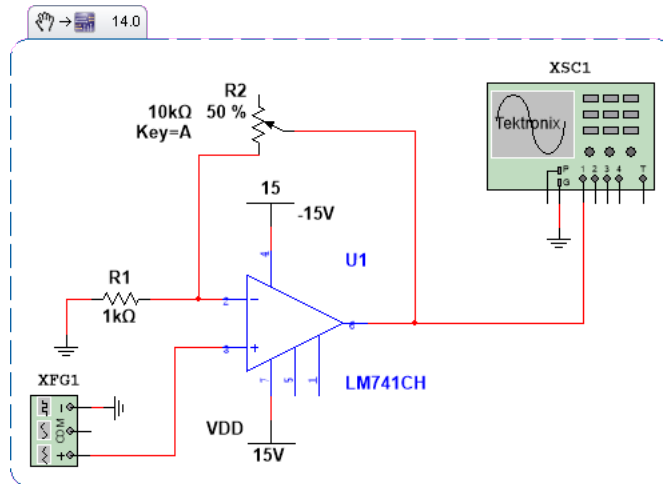 14.0
XSC1
R2
10kΩ 50 %
Key=A
Tektronix
P
G
1 2 3 4 T
15
-15V
4
U1
R1
2
1kΩ
6
3
XFG1
7 5 1
LM741CH
COM
VDD
15V